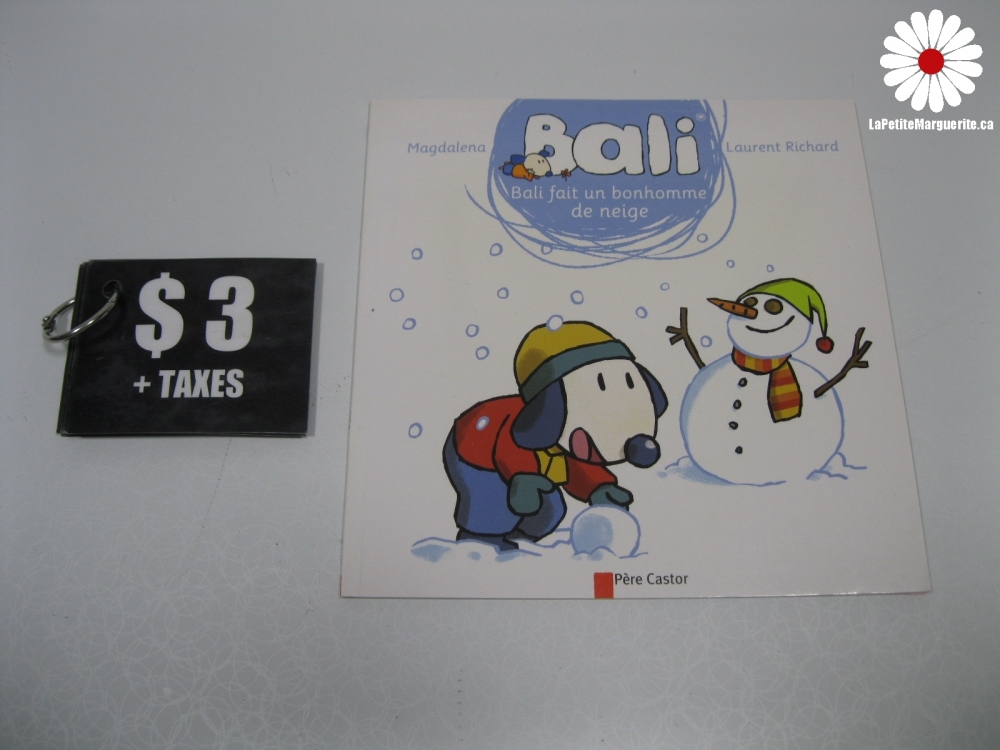 LaPetiteMarguerite.ca
Magdalena
Bali
Laurent Richard
Bali fait un bonhomme
de neige
$ 3
+ TAXES
Père Castor